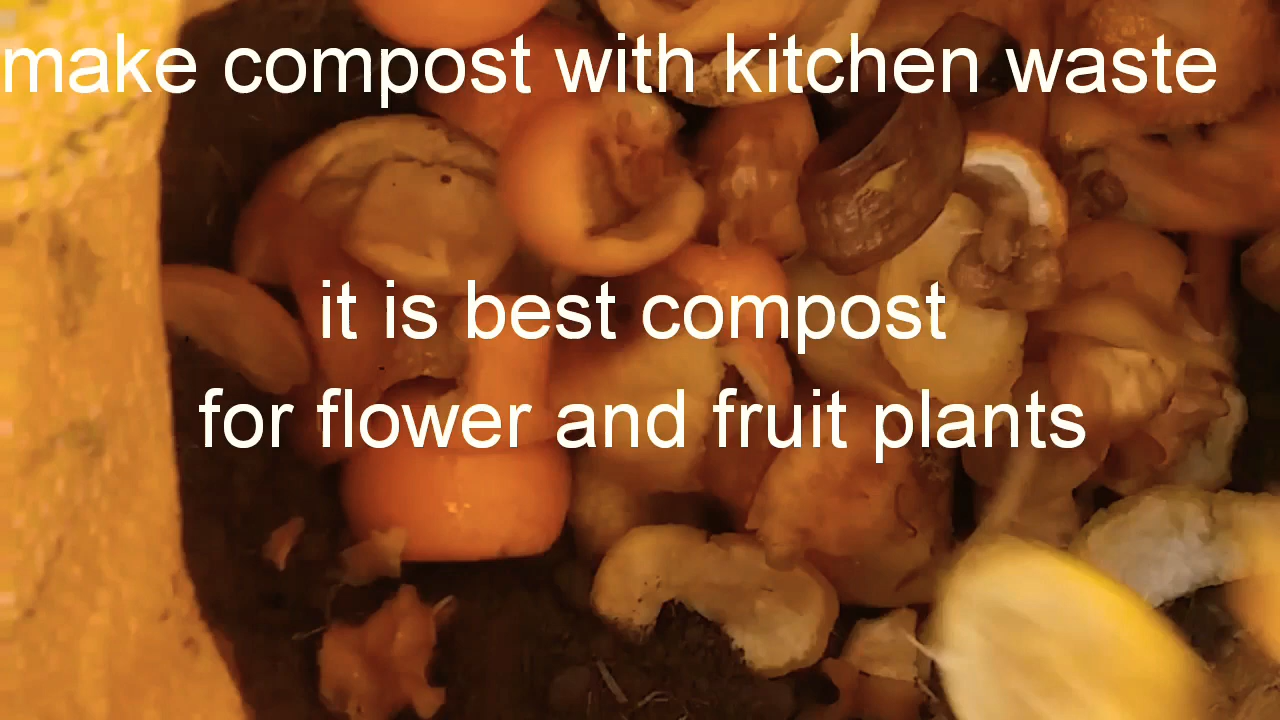 make compost with kitchen waste
it is best compost
for flower and fruit plants